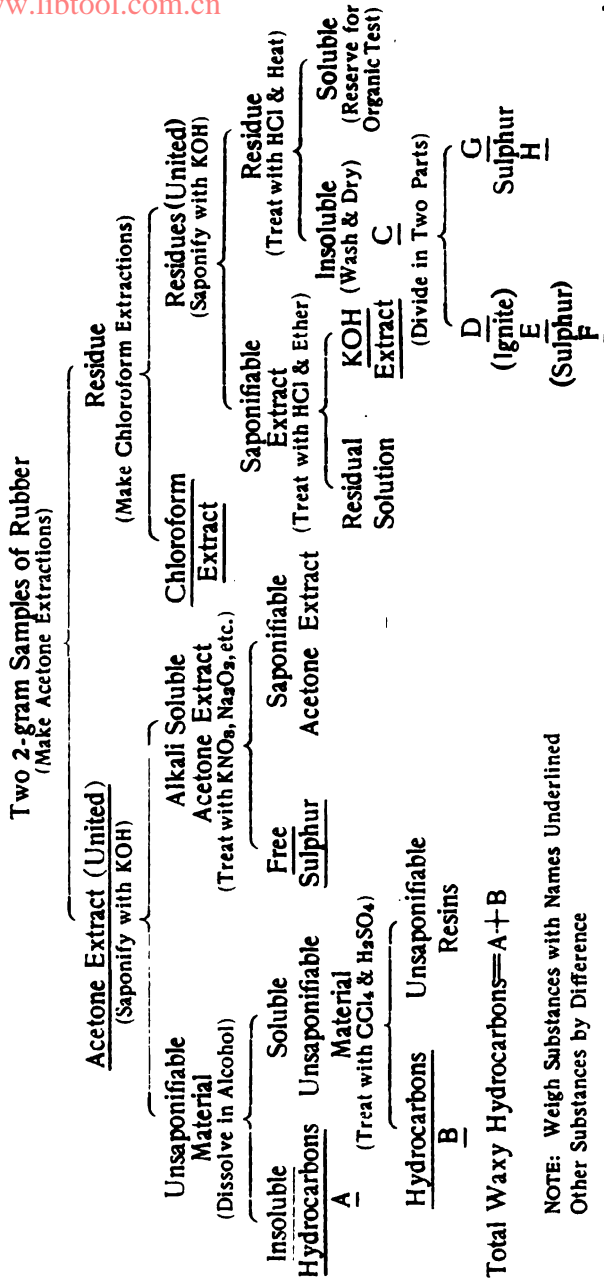 www.libtool.com.cn
Two 2-gram Samples of Rubber
(Make Acetone Extractions)
Acetone Extract (United)
(Saponify with KOH)
Residue
(Make Chloroform Extractions)
Unsaponifiable
Material
(Dissolve in Alcohol)
Alkali Soluble
Acetone Extract
(Treat with KNO₃, Na₂O₂, etc.)
Chloroform
Extract
Residues (United)
(Saponify with KOH)
Insoluble
Hydrocarbons
A
Soluble
Unsaponifiable
Material
(Treat with CCl₄ & H₂SO₄)
Free
Sulphur
Saponifiable
Acetone Extract
Saponifiable
Extract
(Treat with HCl & Ether)
Residue
(Treat with HCl & Heat)
Hydrocarbons
B
Unsaponifiable
Resins
Residual
Solution
KOH
Extract
Insoluble
(Wash & Dry)
C
(Divide in Two Parts)
Soluble
(Reserve for
Organic Test)
D
(Ignite)
E
(Sulphur)
F
G
Sulphur
H
Total Waxy Hydrocarbons=A+B
NOTE: Weigh Substances with Names Underlined
Other Substances by Difference